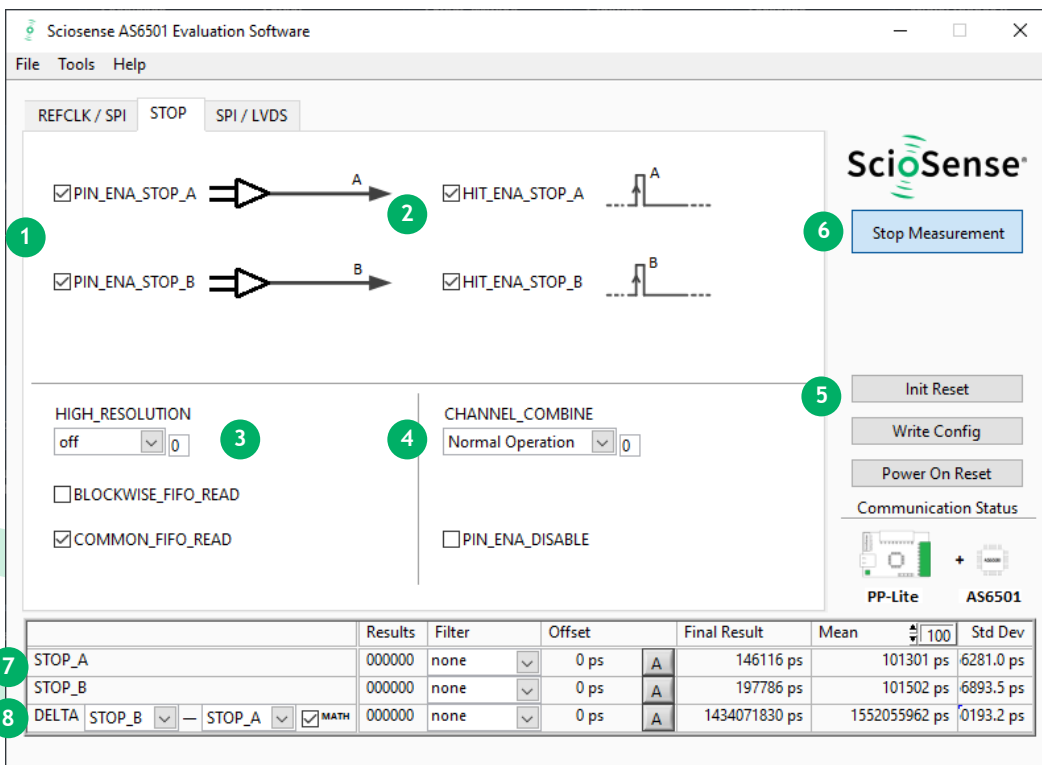 Sciosense AS6501 Evaluation Software
File Tools Help
REFCLK / SPI STOP SPI / LVDS
ScioSense
PIN_ENA_STOP_A A 2 HIT_ENA_STOP_A A
1
6 Stop Measurement
PIN_ENA_STOP_B B HIT_ENA_STOP_B B
5 Init Reset
HIGH_RESOLUTION CHANNEL_COMBINE
off 0 3 4 Normal Operation 0
Write Config
Power On Reset
BLOCKWISE_FIFO_READ
Communication Status
COMMON_FIFO_READ PIN_ENA_DISABLE
+
PP-Lite AS6501
Results Filter Offset Final Result Mean 100 Std Dev
7 STOP_A 000000 none 0 ps A 146116 ps 101301 ps 6281.0 ps
STOP_B 000000 none 0 ps A 197786 ps 101502 ps 6893.5 ps
8 DELTA STOP_B — STOP_A MATH 000000 none 0 ps A 1434071830 ps 1552055962 ps 0193.2 ps